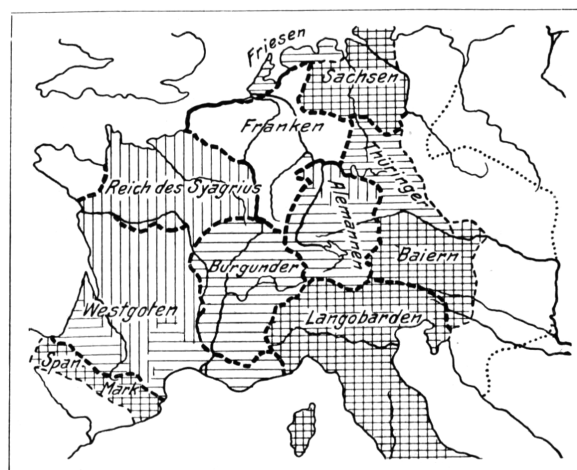 Friesen
Sachsen
Franken
Thüringer
Reich des Syagrius
Alemannen
Burgunder
Baiern
Westgoten
Langobarden
Span.
Mark